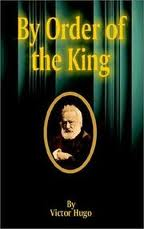 By Order of
the King
By
Victor Hugo